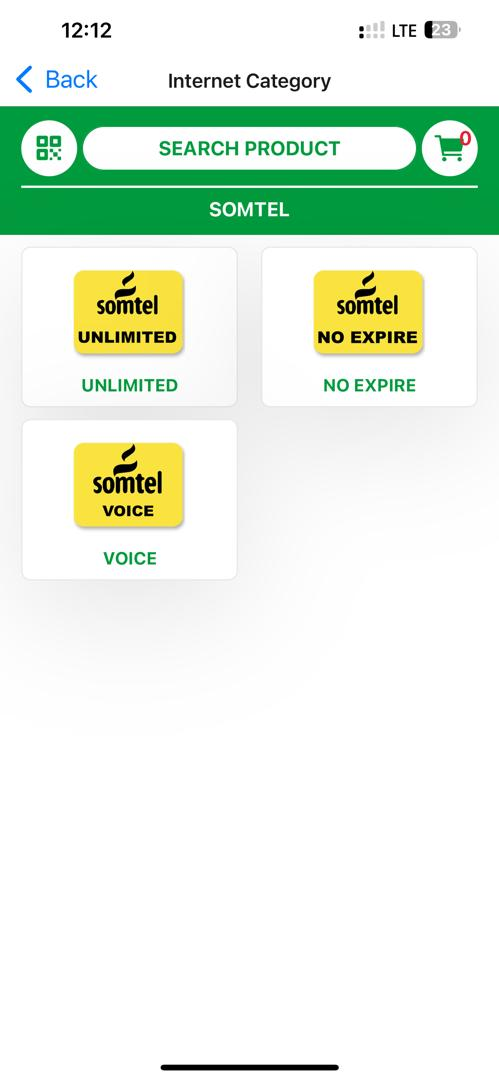 12:12
LTE
23
Back
Internet Category
SEARCH PRODUCT
0
SOMTEL
somtel
UNLIMITED
UNLIMITED
somtel
NO EXPIRE
NO EXPIRE
somtel
VOICE
VOICE